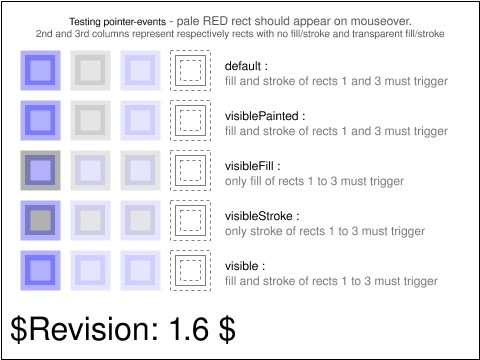 Testing pointer-events - pale RED rect should appear on mouseover.
2nd and 3rd columns represent respectively rects with no fill/stroke and transparent fill/stroke
default :
fill and stroke of rects 1 and 3 must trigger
visiblePainted :
fill and stroke of rects 1 and 3 must trigger
visibleFill :
only fill of rects 1 to 3 must trigger
visibleStroke :
only stroke of rects 1 to 3 must trigger
visible :
fill and stroke of rects 1 to 3 must trigger
$Revision: 1.6 $